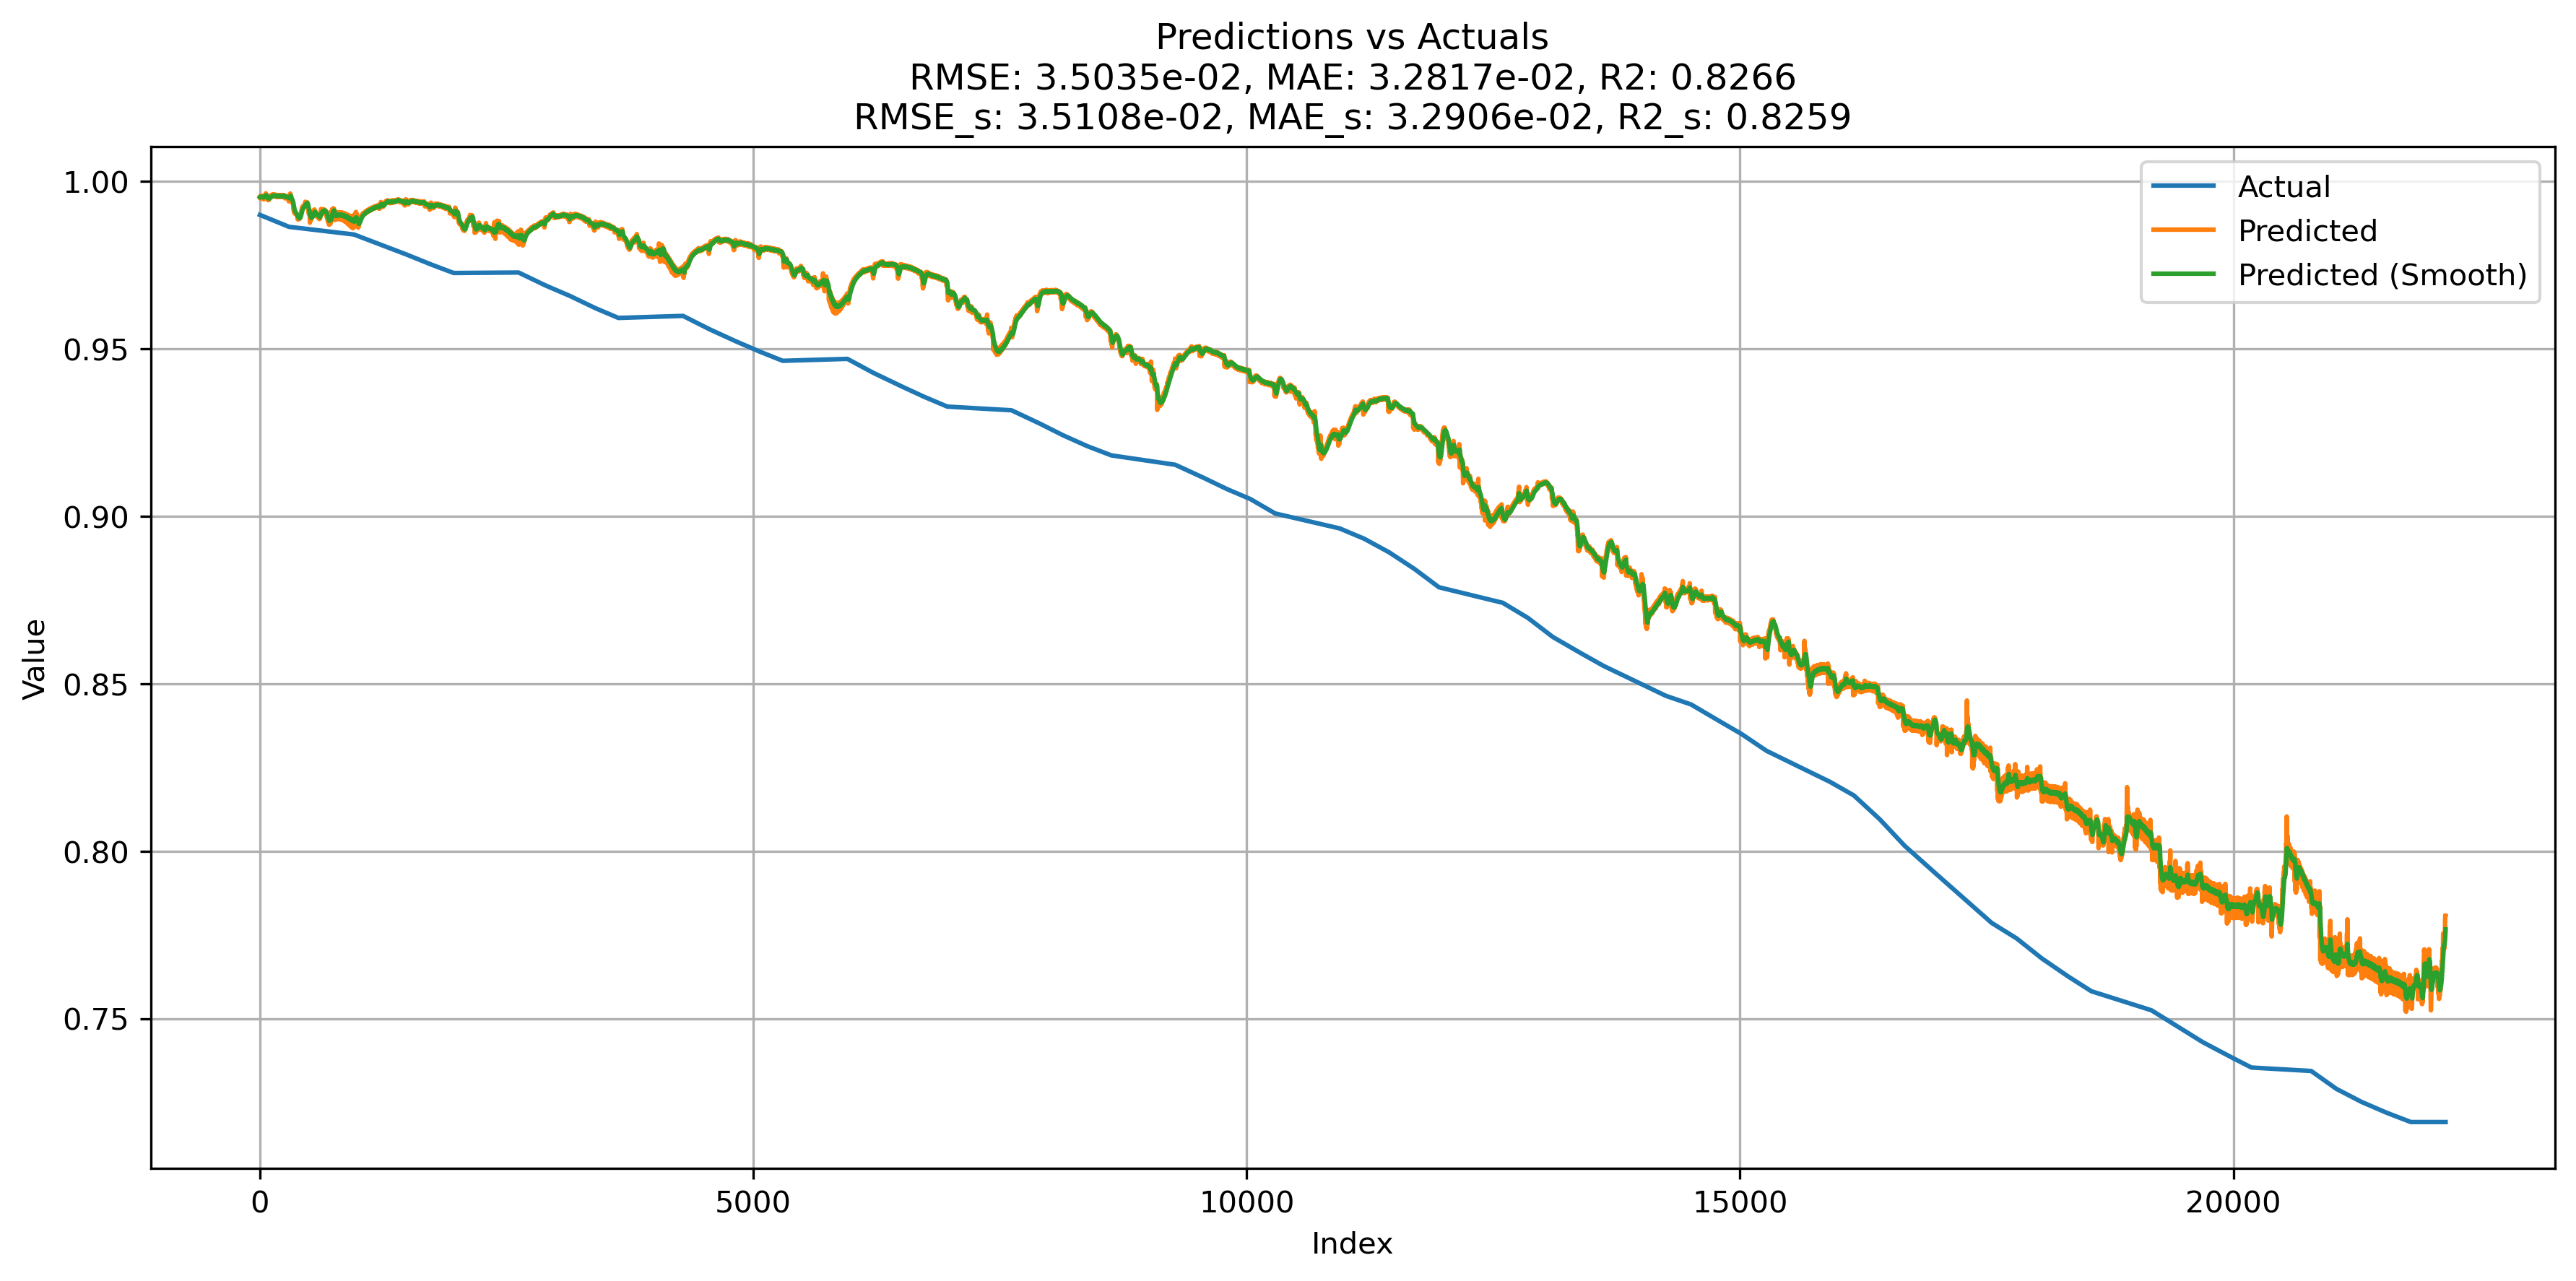 Predictions vs Actuals
RMSE: 3.5035e-02, MAE: 3.2817e-02, R2: 0.8266
RMSE_s: 3.5108e-02, MAE_s: 3.2906e-02, R2_s: 0.8259
Actual
Predicted
Predicted (Smooth)
Value
1.00
0.95
0.90
0.85
0.80
0.75
0 5000 10000 15000 20000
Index